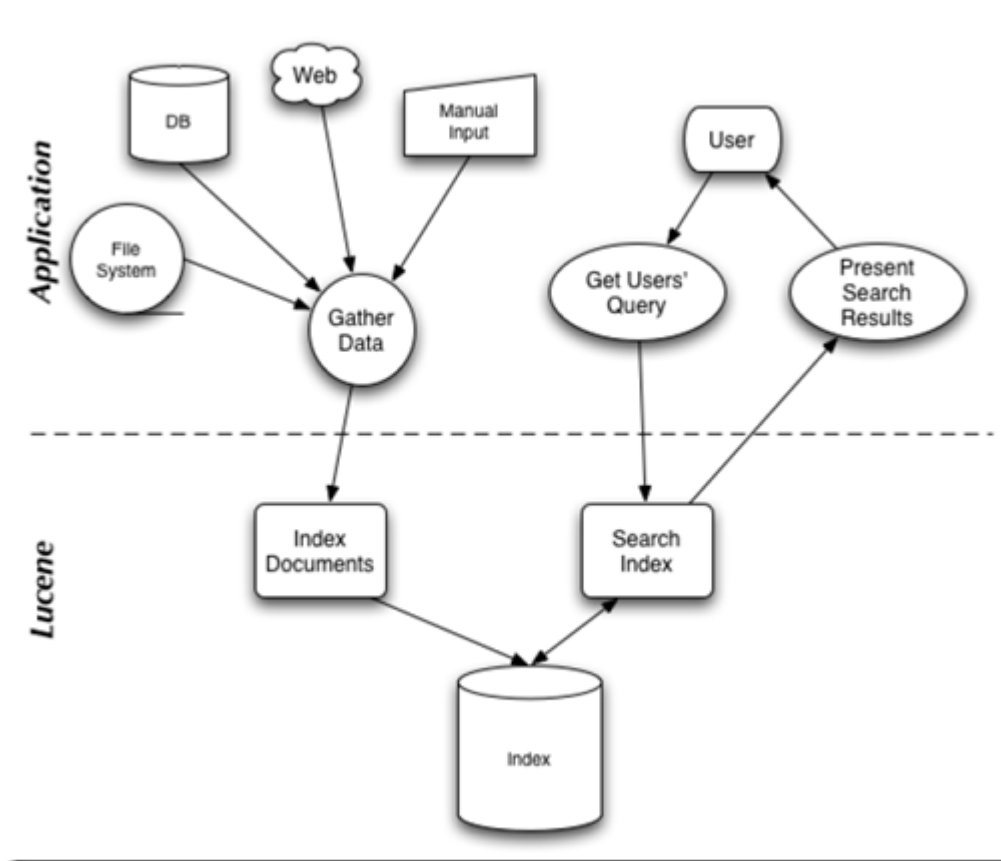 Web
DB
Manual
Input
User
Application
File
System
Get Users'
Query
Present
Search
Results
Gather
Data
Index
Documents
Search
Index
Lucene
Index